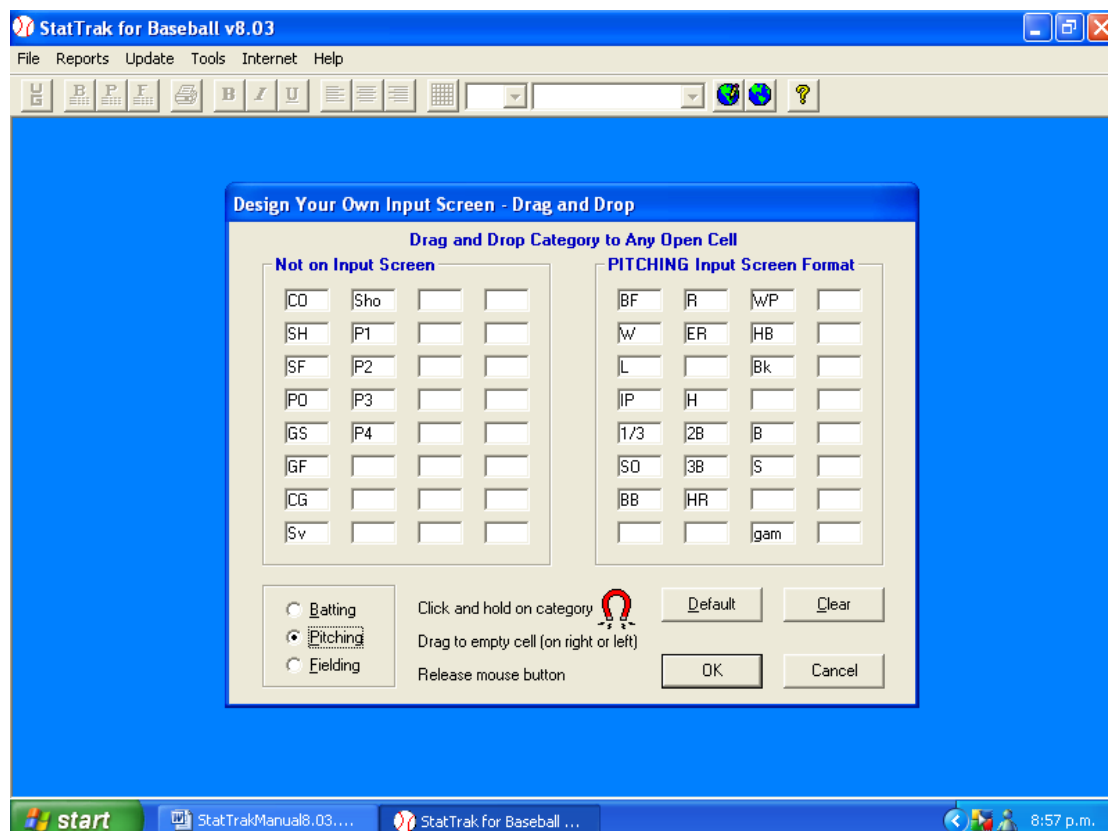 StatTrak for Baseball v8.03
File Reports Update Tools Internet Help
U G B P F B I U ?
Design Your Own Input Screen - Drag and Drop
Drag and Drop Category to Any Open Cell
Not on Input Screen PITCHING Input Screen Format
CO Sho BF R WP
SH P1 W ER HB
SF P2 L Bk
PO P3 IP H
GS P4 1/3 2B B
GF SO 3B S
CG BB HR
Sv gam
Batting Click and hold on category Default Clear
Pitching Drag to empty cell (on right or left)
Fielding Release mouse button OK Cancel
start StatTrakManual8.03.... StatTrak for Baseball ... 8:57 p.m.